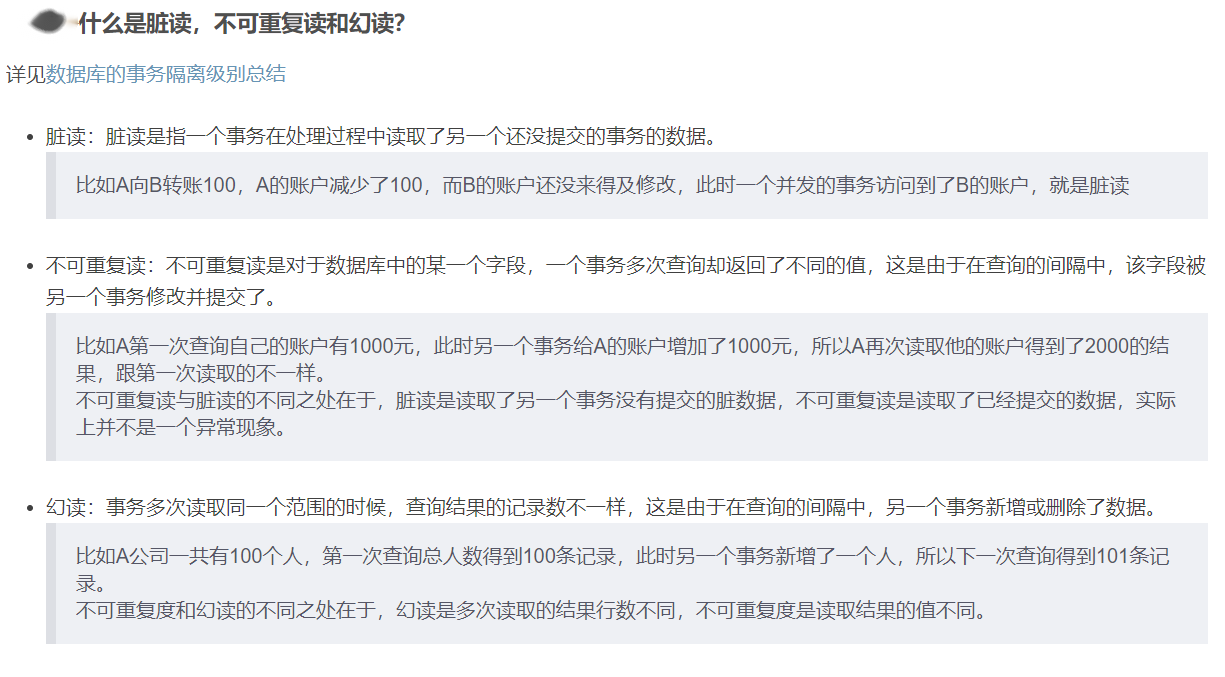 什么是脏读，不可重复读和幻读？
详见数据库的事务隔离级别总结
脏读：脏读是指一个事务在处理过程中读取了另一个还没提交的事务的数据。
比如A向B转账100，A的账户减少了100，而B的账户还没来得及修改，此时一个并发的事务访问到了B的账户，就是脏读
不可重复读：不可重复读是对于数据库中的某一个字段，一个事务多次查询却返回了不同的值，这是由于在查询的间隔中，该字段被
另一个事务修改并提交了。
比如A第一次查询自己的账户有1000元，此时另一个事务给A的账户增加了1000元，所以A再次读取他的账户得到了2000的结
果，跟第一次读取的不一样。
不可重复读与脏读的不同之处在于，脏读是读取了另一个事务没有提交的脏数据，不可重复读是读取了已经提交的数据，实际
上并不是一个异常现象。
幻读：事务多次读取同一个范围的时候，查询结果的记录数不一样，这是由于在查询的间隔中，另一个事务新增或删除了数据。
比如A公司一共有100个人，第一次查询总人数得到100条记录，此时另一个事务新增了一个人，所以下一次查询得到101条记
录。
不可重复度和幻读的不同之处在于，幻读是多次读取的结果行数不同，不可重复度是读取结果的值不同。